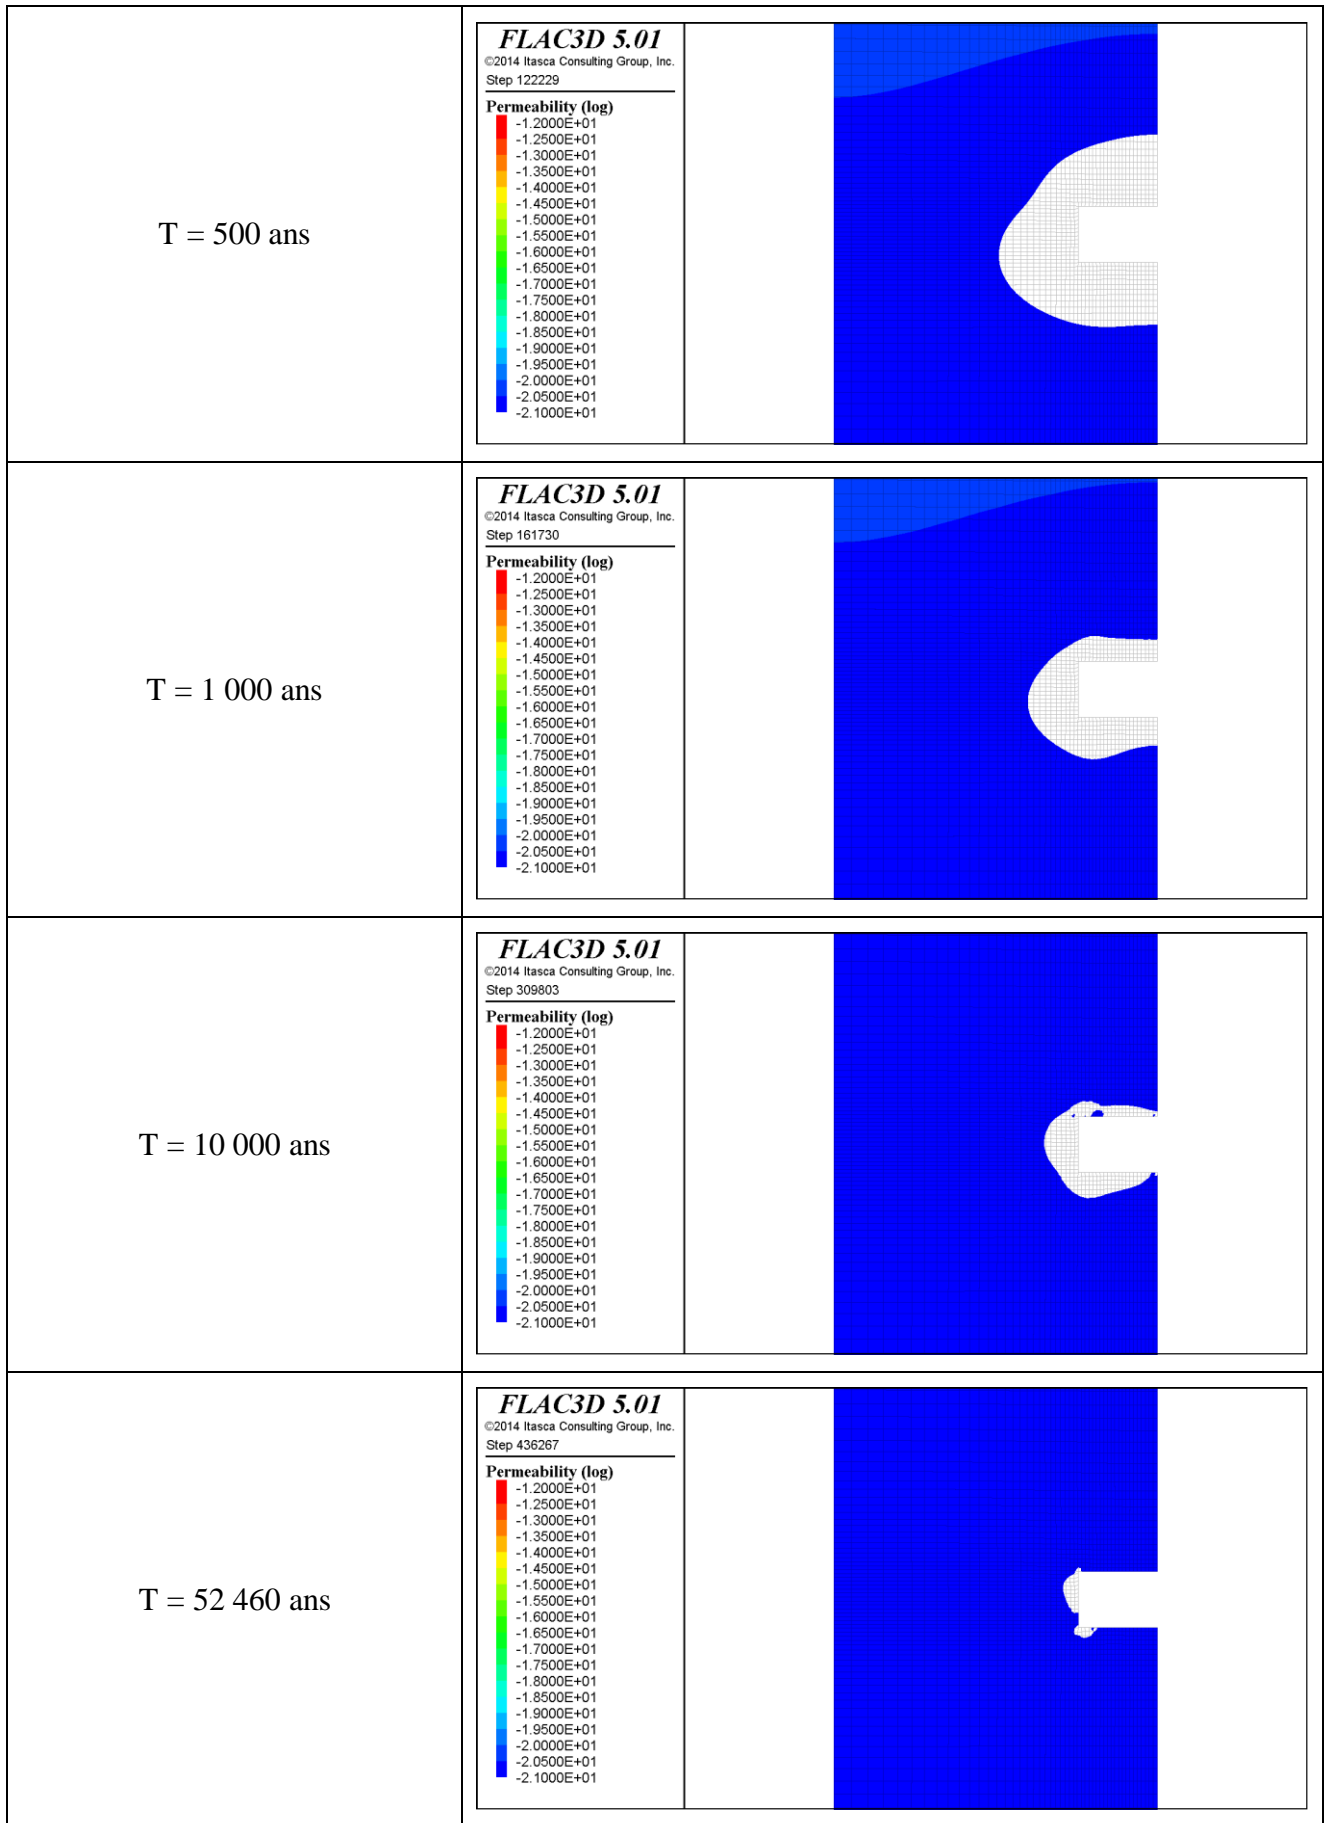 T = 500 ans
FLAC3D 5.01
©2014 Itasca Consulting Group, Inc.
Step 122229
Permeability (log)
-1.2000E+01
-1.2500E+01
-1.3000E+01
-1.3500E+01
-1.4000E+01
-1.4500E+01
-1.5000E+01
-1.5500E+01
-1.6000E+01
-1.6500E+01
-1.7000E+01
-1.7500E+01
-1.8000E+01
-1.8500E+01
-1.9000E+01
-1.9500E+01
-2.0000E+01
-2.0500E+01
-2.1000E+01
T = 1 000 ans
FLAC3D 5.01
©2014 Itasca Consulting Group, Inc.
Step 161730
Permeability (log)
-1.2000E+01
-1.2500E+01
-1.3000E+01
-1.3500E+01
-1.4000E+01
-1.4500E+01
-1.5000E+01
-1.5500E+01
-1.6000E+01
-1.6500E+01
-1.7000E+01
-1.7500E+01
-1.8000E+01
-1.8500E+01
-1.9000E+01
-1.9500E+01
-2.0000E+01
-2.0500E+01
-2.1000E+01
T = 10 000 ans
FLAC3D 5.01
©2014 Itasca Consulting Group, Inc.
Step 309803
Permeability (log)
-1.2000E+01
-1.2500E+01
-1.3000E+01
-1.3500E+01
-1.4000E+01
-1.4500E+01
-1.5000E+01
-1.5500E+01
-1.6000E+01
-1.6500E+01
-1.7000E+01
-1.7500E+01
-1.8000E+01
-1.8500E+01
-1.9000E+01
-1.9500E+01
-2.0000E+01
-2.0500E+01
-2.1000E+01
T = 52 460 ans
FLAC3D 5.01
©2014 Itasca Consulting Group, Inc.
Step 436267
Permeability (log)
-1.2000E+01
-1.2500E+01
-1.3000E+01
-1.3500E+01
-1.4000E+01
-1.4500E+01
-1.5000E+01
-1.5500E+01
-1.6000E+01
-1.6500E+01
-1.7000E+01
-1.7500E+01
-1.8000E+01
-1.8500E+01
-1.9000E+01
-1.9500E+01
-2.0000E+01
-2.0500E+01
-2.1000E+01